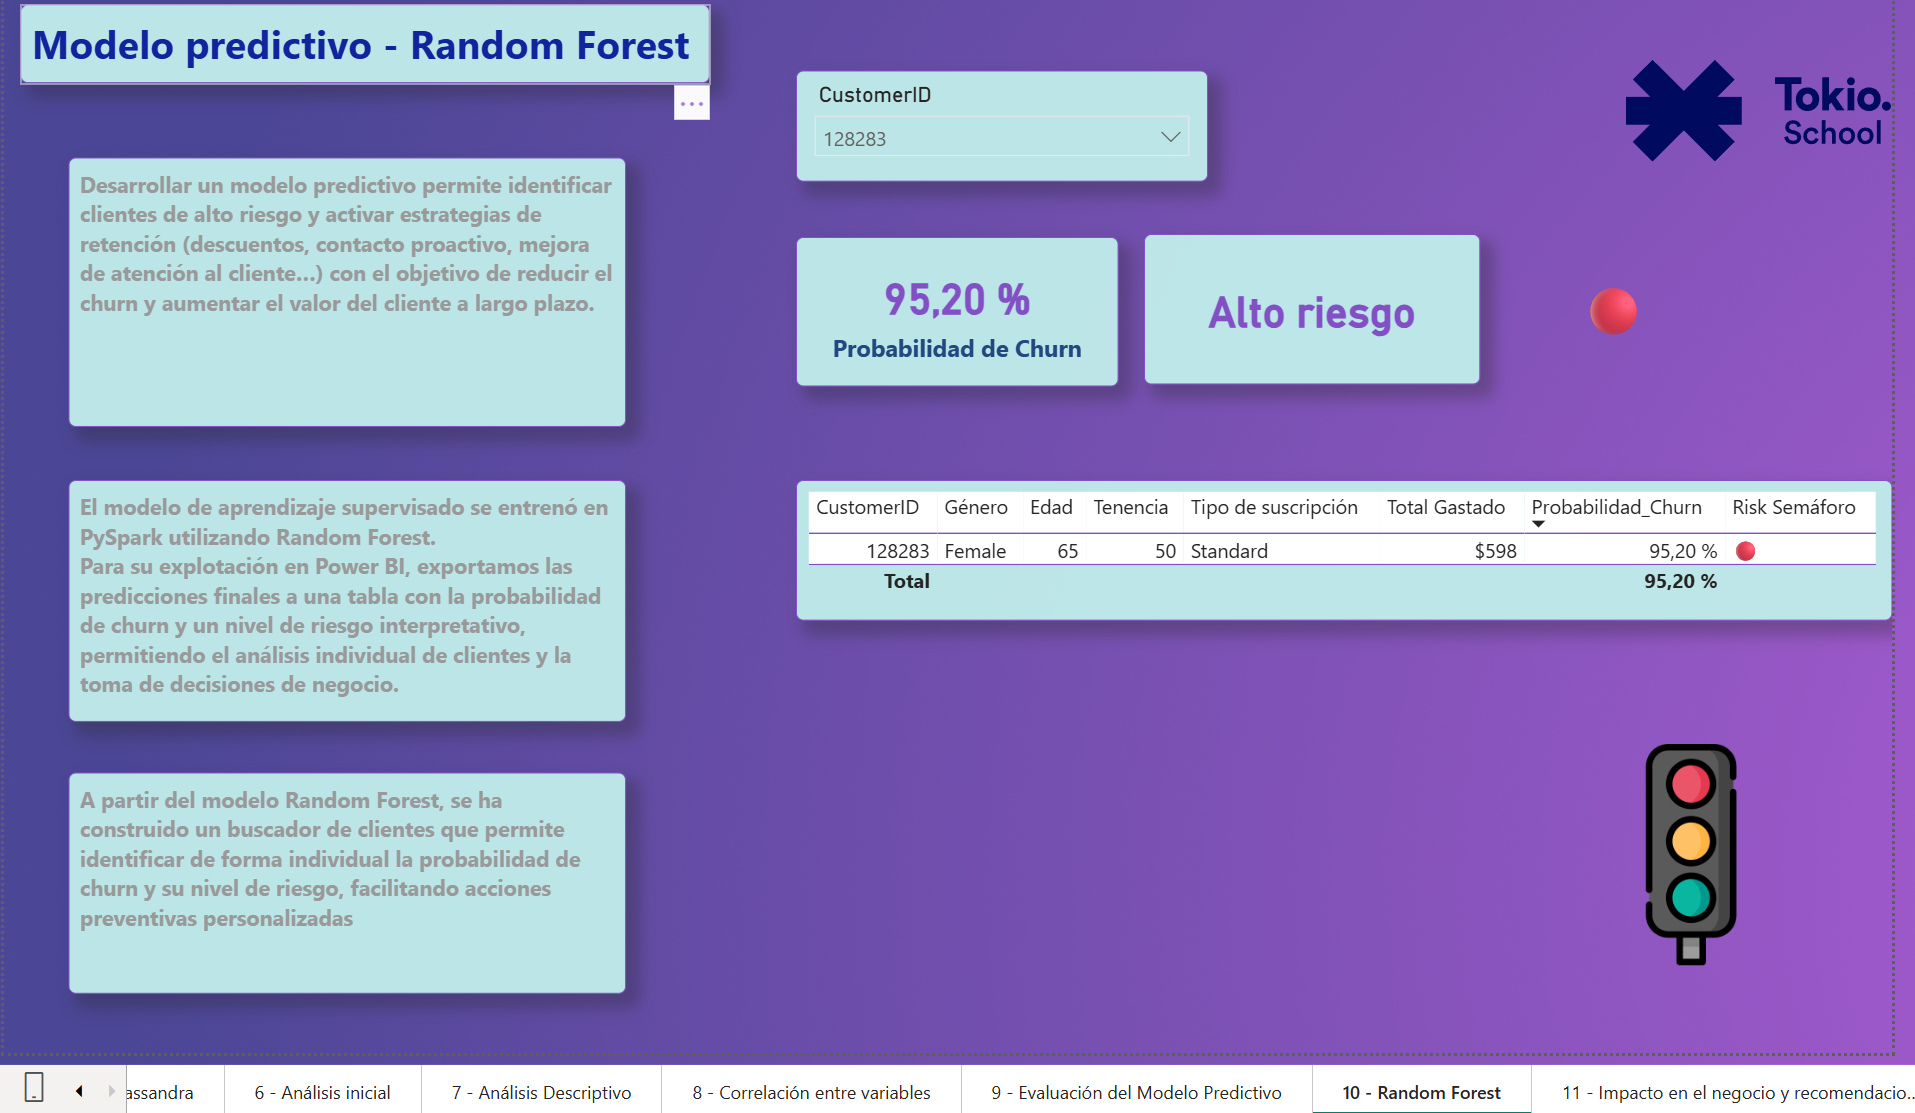 Modelo predictivo - Random Forest
...
Tokio.
School
CustomerID
128283
Desarrollar un modelo predictivo permite identificar
clientes de alto riesgo y activar estrategias de
retención (descuentos, contacto proactivo, mejora
de atención al cliente...) con el objetivo de reducir el
churn y aumentar el valor del cliente a largo plazo.
95,20 %
Probabilidad de Churn
Alto riesgo
El modelo de aprendizaje supervisado se entrenó en
PySpark utilizando Random Forest.
Para su explotación en Power BI, exportamos las
predicciones finales a una tabla con la probabilidad
de churn y un nivel de riesgo interpretativo,
permitiendo el análisis individual de clientes y la
toma de decisiones de negocio.
CustomerID Género Edad Tenencia Tipo de suscripción Total Gastado Probabilidad_Churn Risk Semáforo
128283 Female 65 50 Standard $598 95,20 %
Total 95,20 %
A partir del modelo Random Forest, se ha
construido un buscador de clientes que permite
identificar de forma individual la probabilidad de
churn y su nivel de riesgo, facilitando acciones
preventivas personalizadas
assandra 6 - Análisis inicial 7 - Análisis Descriptivo 8 - Correlación entre variables 9 - Evaluación del Modelo Predictivo 10 - Random Forest 11 - Impacto en el negocio y recomendacio...